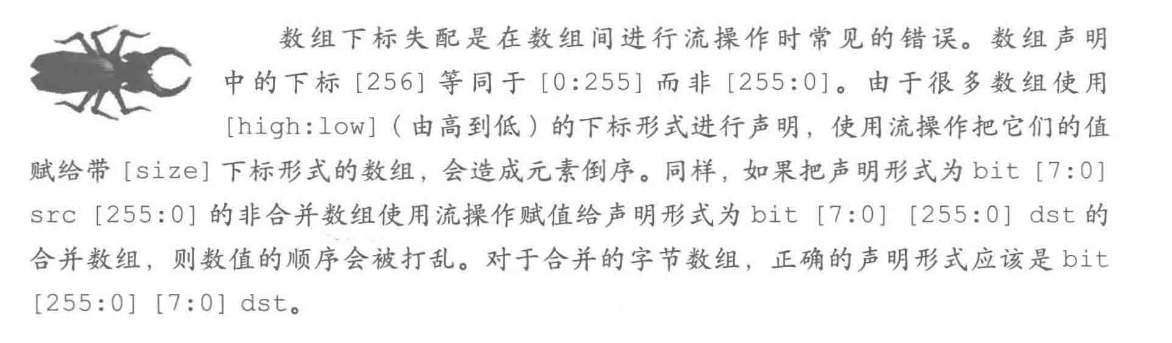 数组下标失配是在数组间进行流操作时常见的错误。数组声明
中的下标 [256] 等同于 [0:255] 而非 [255:0]。由于很多数组使用
[high:low]（由高到低）的下标形式进行声明，使用流操作把它们的值
赋给带 [size] 下标形式的数组，会造成元素倒序。同样，如果把声明形式为 bit [7:0]
src [255:0] 的非合并数组使用流操作赋值给声明形式为 bit [7:0] [255:0] dst 的
合并数组，则数值的顺序会被打乱。对于合并的字节数组，正确的声明形式应该是 bit
[255:0] [7:0] dst。